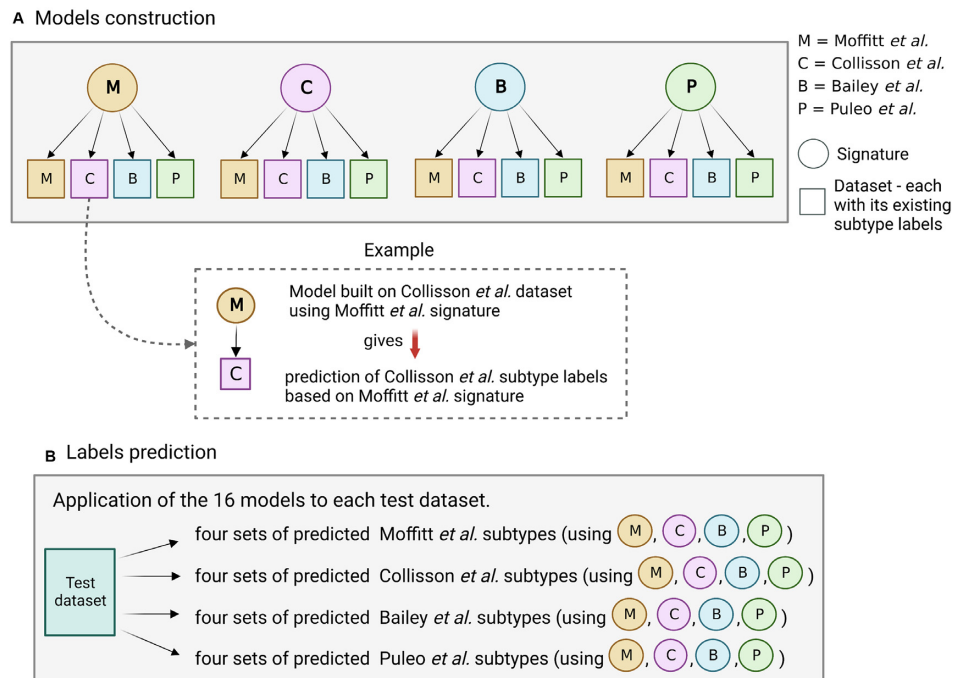 A Models construction
M C B P
M C B P M C B P M C B P M C B P
M = Moffitt et al.
C = Collisson et al.
B = Bailey et al.
P = Puleo et al.
Signature
Dataset - each
with its existing
subtype labels
Example
M
C
Model built on Collisson et al. dataset
using Moffitt et al. signature
gives
prediction of Collisson et al. subtype labels
based on Moffitt et al. signature
B Labels prediction
Application of the 16 models to each test dataset.
Test
dataset
four sets of predicted Moffitt et al. subtypes (using M, C, B, P )
four sets of predicted Collisson et al. subtypes (using M, C, B, P )
four sets of predicted Bailey et al. subtypes (using M, C, B, P )
four sets of predicted Puleo et al. subtypes (using M, C, B, P )